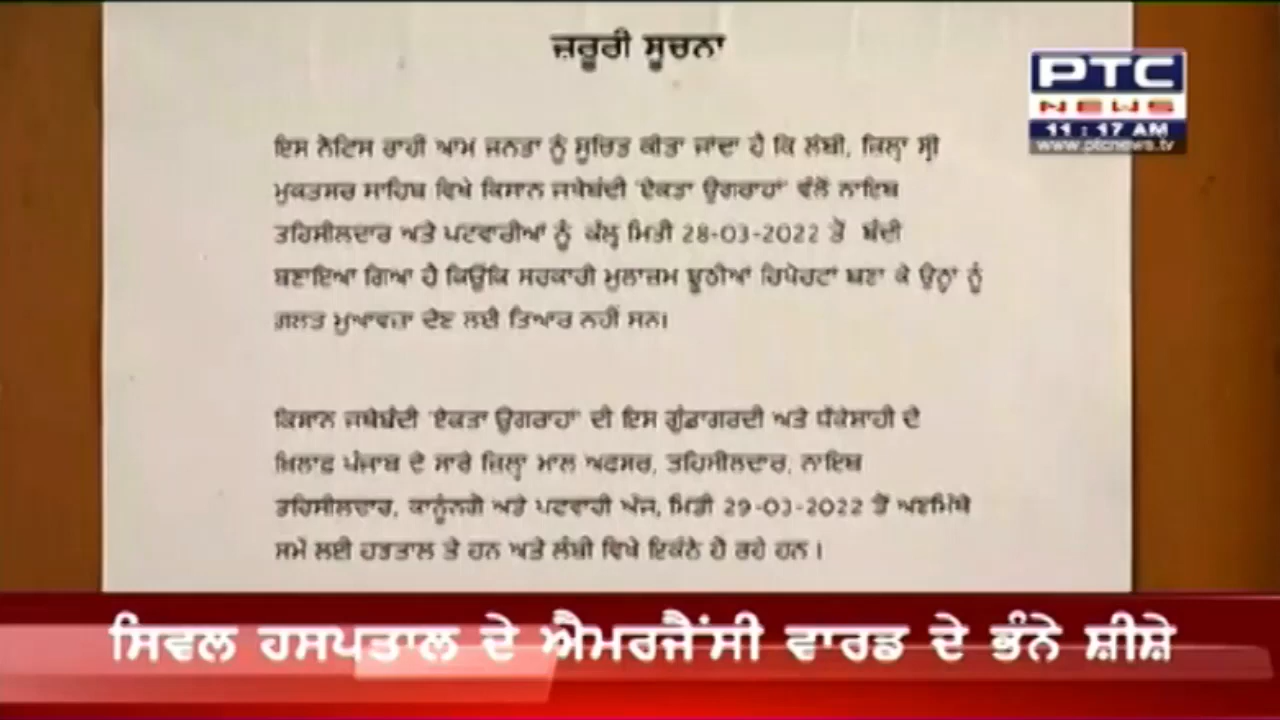 ਜ਼ਰੂਰੀ ਸੂਚਨਾ
PTC
NEWS
11 : 17 AM
www.ptcnews.tv
ਇਸ ਨੋਟਿਸ ਰਾਹੀ ਆਮ ਜਨਤਾ ਨੂੰ ਸੂਚਿਤ ਕੀਤਾ ਜਾਂਦਾ ਹੈ ਕਿ ਲੰਬੀ, ਜ਼ਿਲ੍ਹਾ ਸ੍ਰੀ
ਮੁਕਤਸਰ ਸਾਹਿਬ ਵਿਖੇ ਕਿਸਾਨ ਜਥੇਬੰਦੀ 'ਏਕਤਾ ਉਗਰਾਹਾਂ' ਵੱਲੋਂ ਨਾਇਬ
ਤਹਿਸੀਲਦਾਰ ਅਤੇ ਪਟਵਾਰੀਆਂ ਨੂੰ ਕੱਲ੍ਹ ਮਿਤੀ 28-03-2022 ਤੋਂ ਬੰਦੀ
ਬਣਾਇਆ ਗਿਆ ਹੈ ਕਿਉਂਕਿ ਸਰਕਾਰੀ ਮੁਲਾਜ਼ਮ ਝੂਠੀਆਂ ਰਿਪੋਰਟਾਂ ਬਣਾ ਕੇ ਉਨ੍ਹਾਂ ਨੂੰ
ਗਲਤ ਮੁਆਵਜ਼ਾ ਦੇਣ ਲਈ ਤਿਆਰ ਨਹੀਂ ਸਨ।
ਕਿਸਾਨ ਜਥੇਬੰਦੀ 'ਏਕਤਾ ਉਗਰਾਹਾਂ' ਦੀ ਇਸ ਗੁੰਡਾਗਰਦੀ ਅਤੇ ਧੱਕੇਸ਼ਾਹੀ ਦੇ
ਖ਼ਿਲਾਫ਼ ਪੰਜਾਬ ਦੇ ਸਾਰੇ ਜ਼ਿਲ੍ਹਾ ਮਾਲ ਅਫਸਰ, ਤਹਿਸੀਲਦਾਰ, ਨਾਇਬ
ਤਹਿਸੀਲਦਾਰ, ਕਾਨੂੰਨਗੋ ਅਤੇ ਪਟਵਾਰੀ ਅੱਜ, ਮਿਤੀ 29-03-2022 ਤੋਂ ਅਣਮਿੱਥੇ
ਸਮੇਂ ਲਈ ਹੜਤਾਲ ਤੇ ਹਨ ਅਤੇ ਲੰਬੀ ਵਿਖੇ ਇਕੱਠੇ ਹੋ ਰਹੇ ਹਨ ।
ਸਿਵਲ ਹਸਪਤਾਲ ਦੇ ਐਮਰਜੈਂਸੀ ਵਾਰਡ ਦੇ ਭੰਨੇ ਸ਼ੀਸ਼ੇ